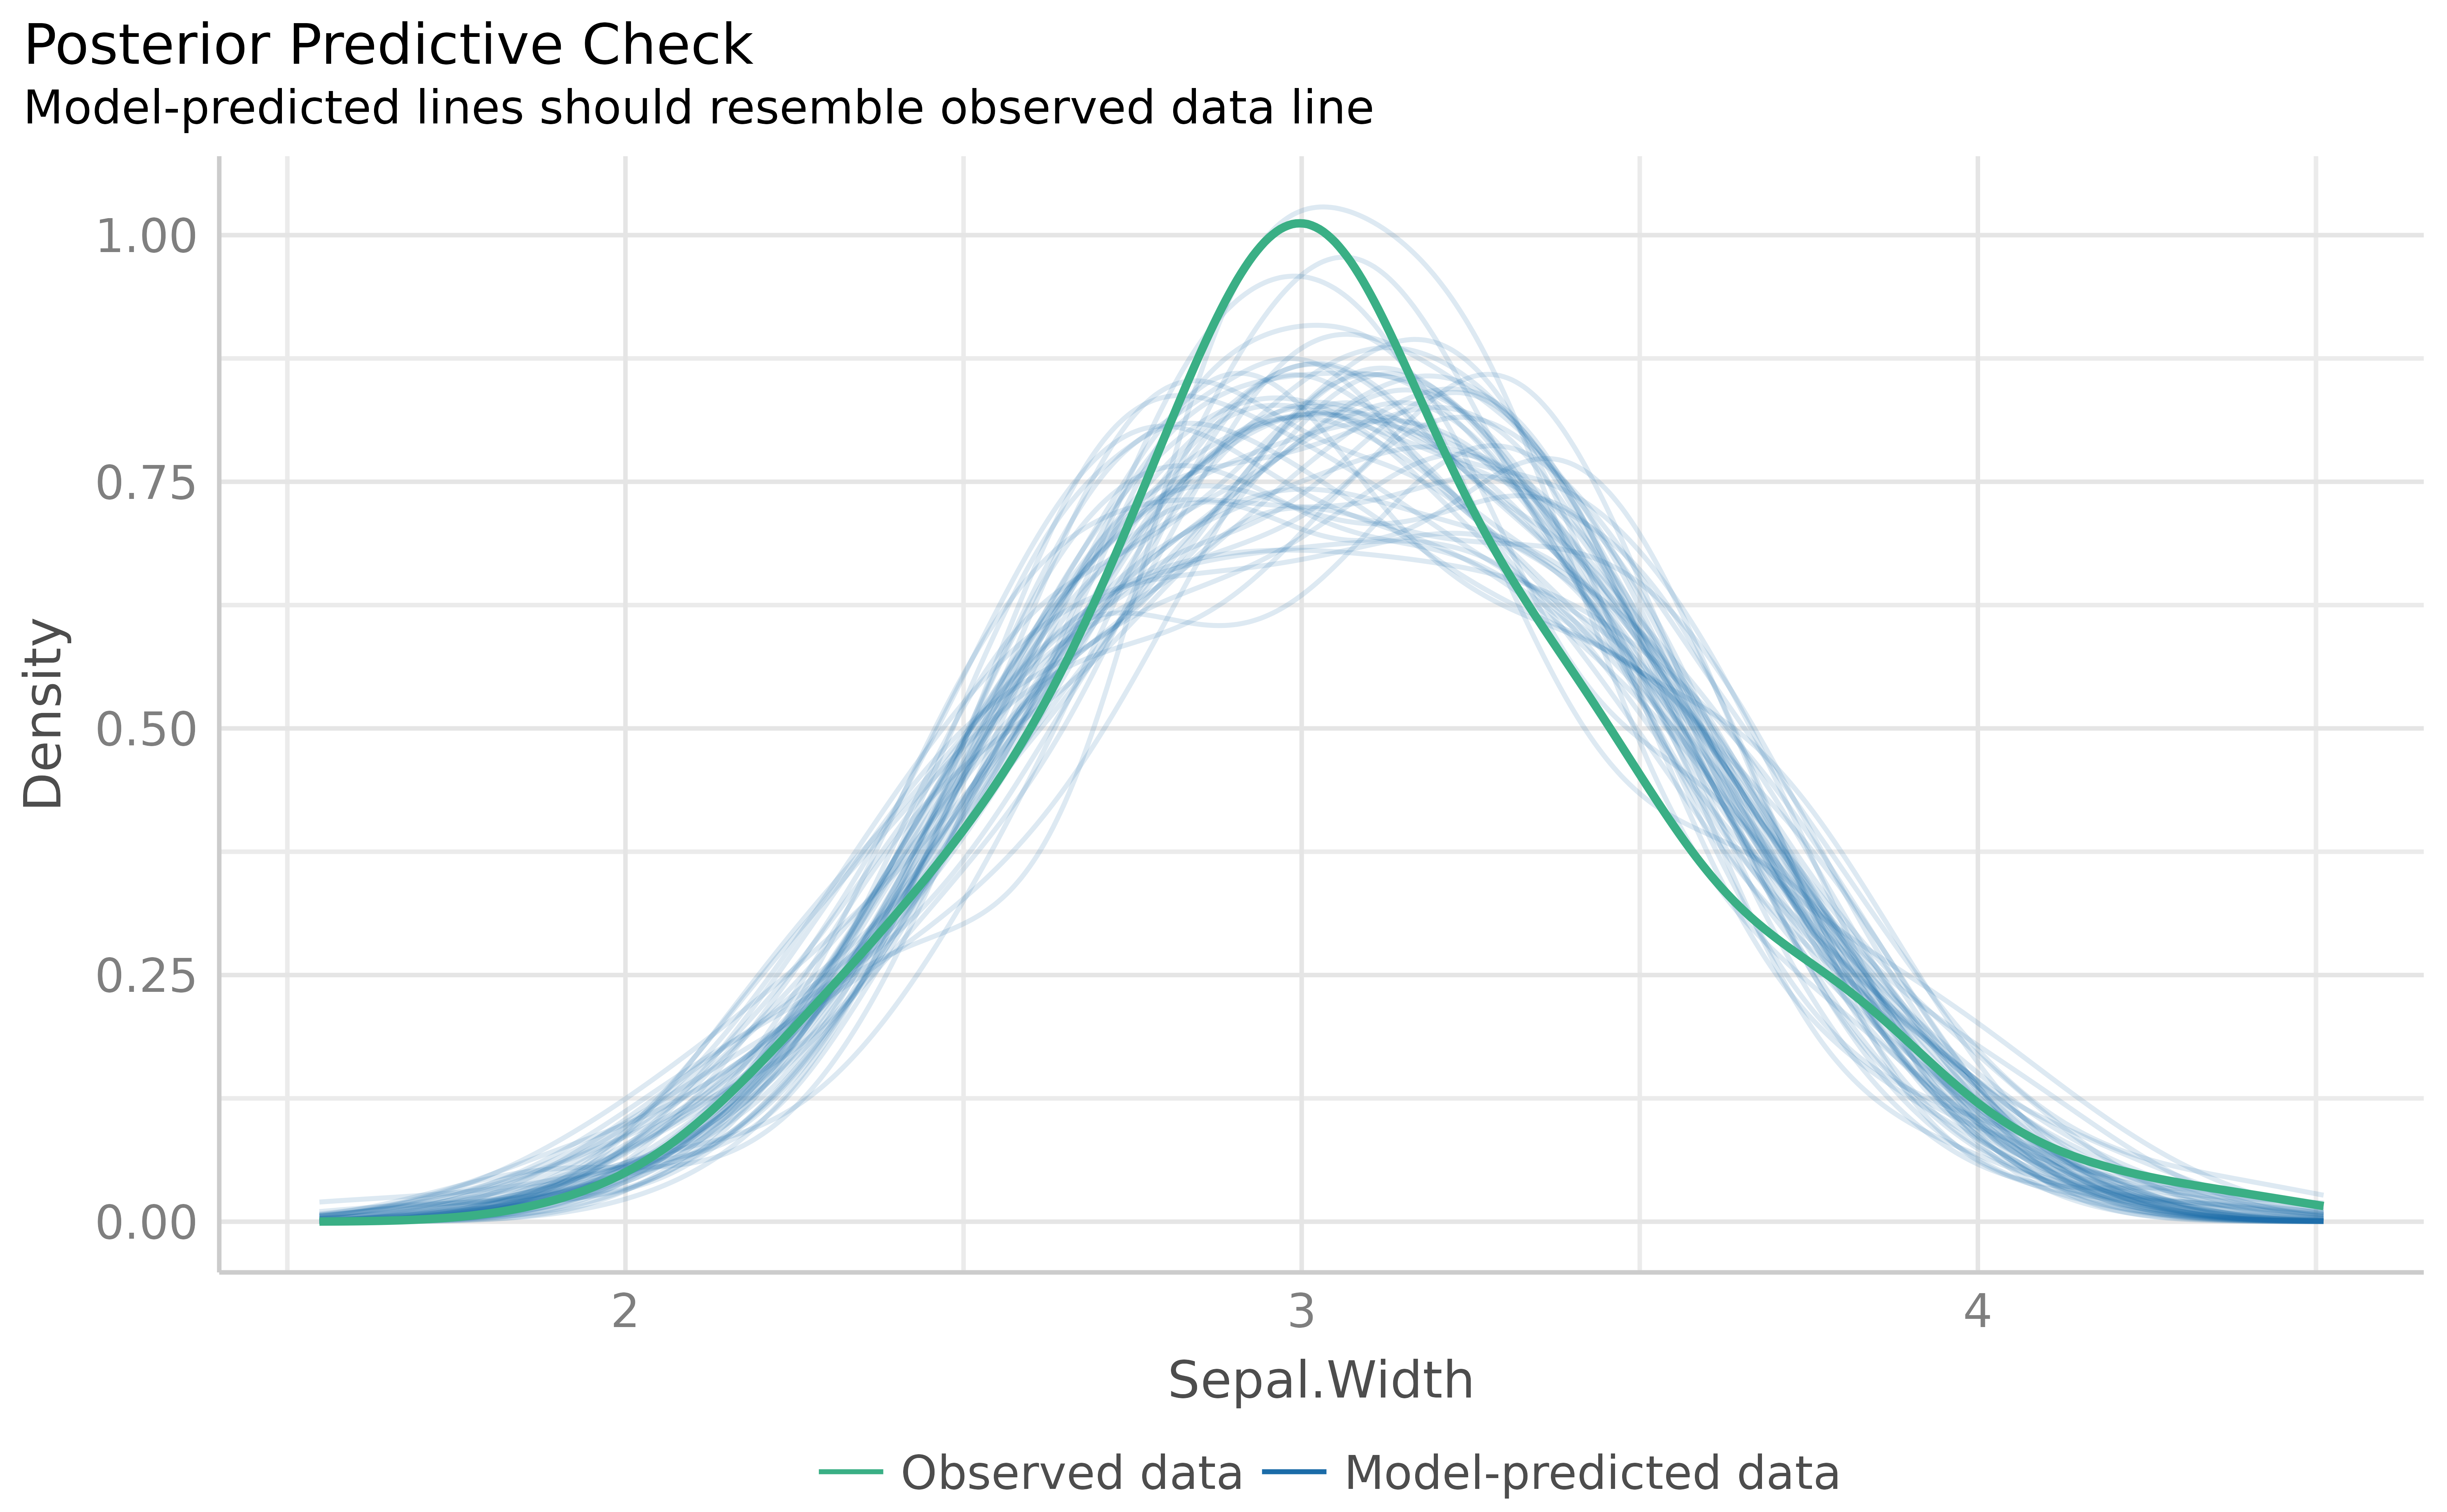 Posterior Predictive Check
Model-predicted lines should resemble observed data line
1.00
0.75
0.50
0.25
0.00
Density
2 3 4
Sepal.Width
Observed data Model-predicted data